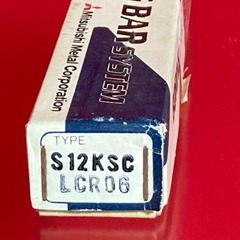 BAR
SYSTEM
Mitsubishi Metal Corporation
TYPE
S12KSC
LCR06